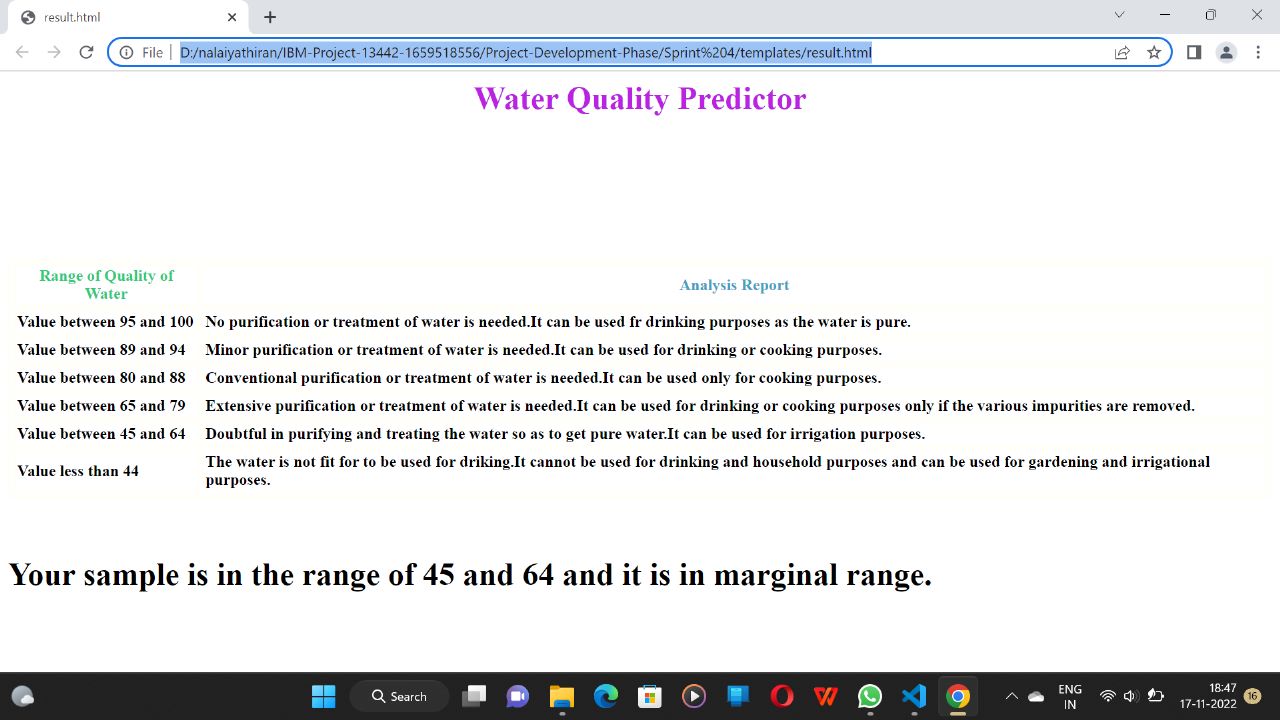 result.html
File
D:/nalaiyathiran/IBM-Project-13442-1659518556/Project-Development-Phase/Sprint%204/templates/result.html
Water Quality Predictor
Range of Quality of
Water
Analysis Report
Value between 95 and 100 No purification or treatment of water is needed.It can be used fr drinking purposes as the water is pure.
Value between 89 and 94 Minor purification or treatment of water is needed.It can be used for drinking or cooking purposes.
Value between 80 and 88 Conventional purification or treatment of water is needed.It can be used only for cooking purposes.
Value between 65 and 79 Extensive purification or treatment of water is needed.It can be used for drinking or cooking purposes only if the various impurities are removed.
Value between 45 and 64 Doubtful in purifying and treating the water so as to get pure water.It can be used for irrigation purposes.
Value less than 44
The water is not fit for to be used for driking.It cannot be used for drinking and household purposes and can be used for gardening and irrigational
purposes.
Your sample is in the range of 45 and 64 and it is in marginal range.
Search
ENG
IN
18:47
17-11-2022
16